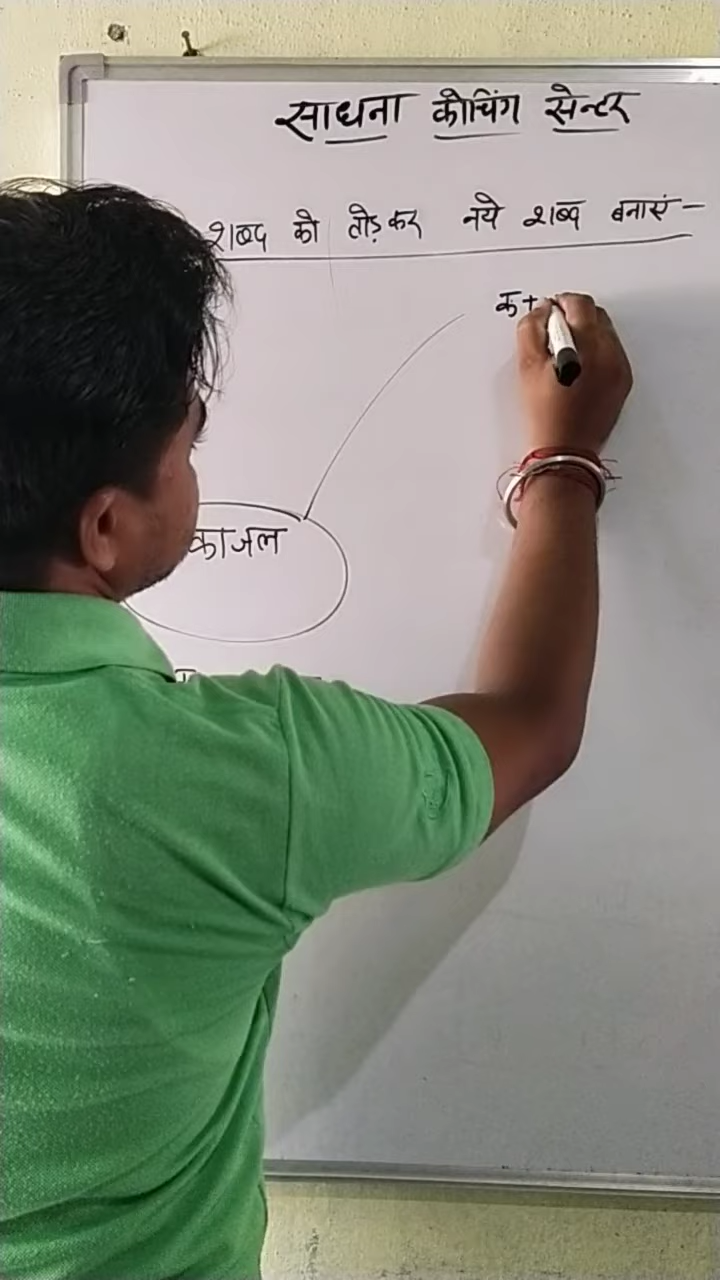 साधना कोचिंग सेन्टर
शब्द को तोड़कर नये शब्द बनाएं-
क+
काजल